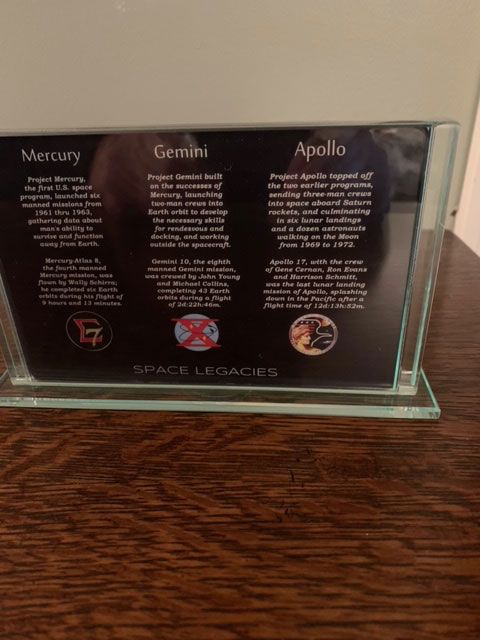 Mercury
Project Mercury,
the first U.S. space
program, launched six
manned missions from
1961 thru 1963,
gathering data about
man's ability to
survive and function
away from Earth.
Mercury-Atlas 8,
the fourth manned
Mercury mission, was
flown by Wally Schirra;
he completed six Earth
orbits during his flight of
9 hours and 13 minutes.
7
Gemini
Project Gemini built
on the successes of
Mercury, launching
two-man crews into
Earth orbit to develop
the necessary skills
for rendezous and
docking, and working
outside the spacecraft.
Gemini 10, the eighth
manned Gemini mission,
was crewed by John Young
and Michael Collins,
completing 43 Earth
orbits during a flight
of 2d:22h:46m.
Apollo
Project Apollo topped off
the two earlier programs,
sending three-man crews
into space aboard Saturn
rockets, and culminating
in six lunar landings
and a dozen astronauts
walking on the Moon
from 1969 to 1972.
Apollo 17, with the crew
of Gene Cernan, Ron Evans
and Harrison Schmitt,
was the last lunar landing
mission of Apollo, splashing
down in the Pacific after a
flight time of 12d:13h:52m.
SPACE LEGACIES